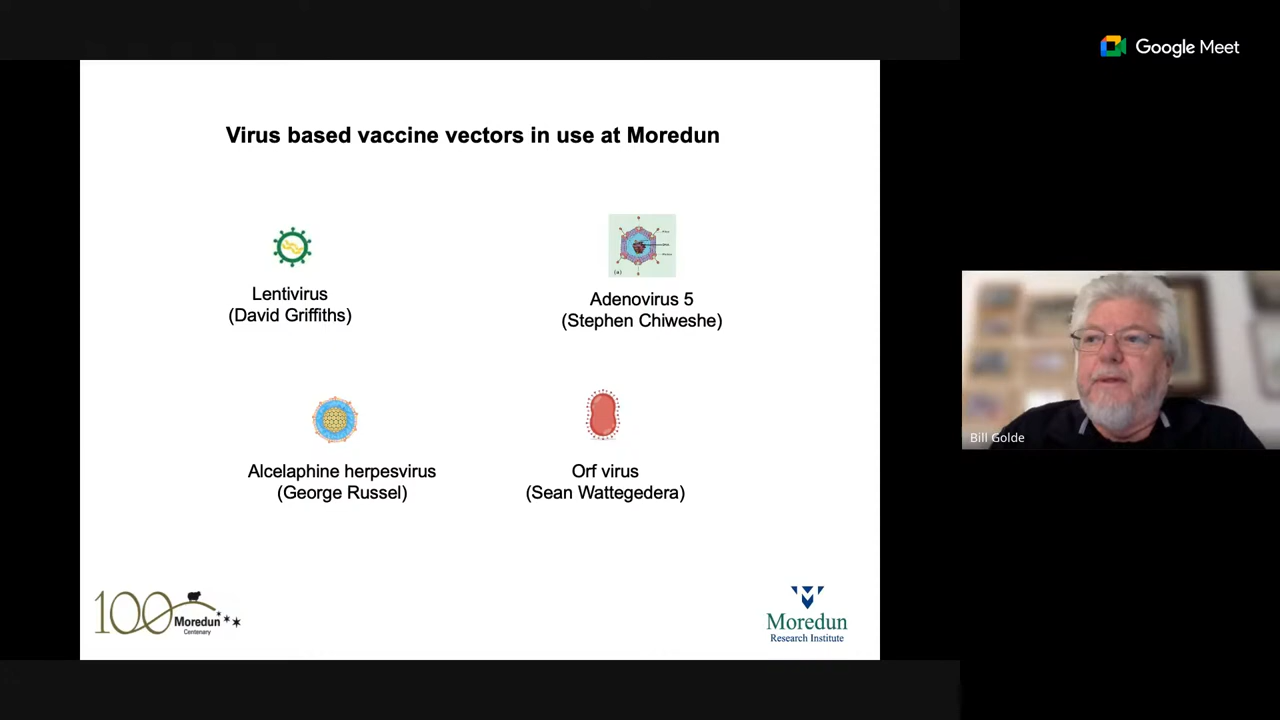 Google Meet
Virus based vaccine vectors in use at Moredun
Lentivirus
(David Griffiths)
Adenovirus 5
(Stephen Chiweshe)
(a)
Alcelaphine herpesvirus
(George Russel)
Orf virus
(Sean Wattegedera)
Bill Golde
100 Moredun
Centenary
Moredun
Research Institute